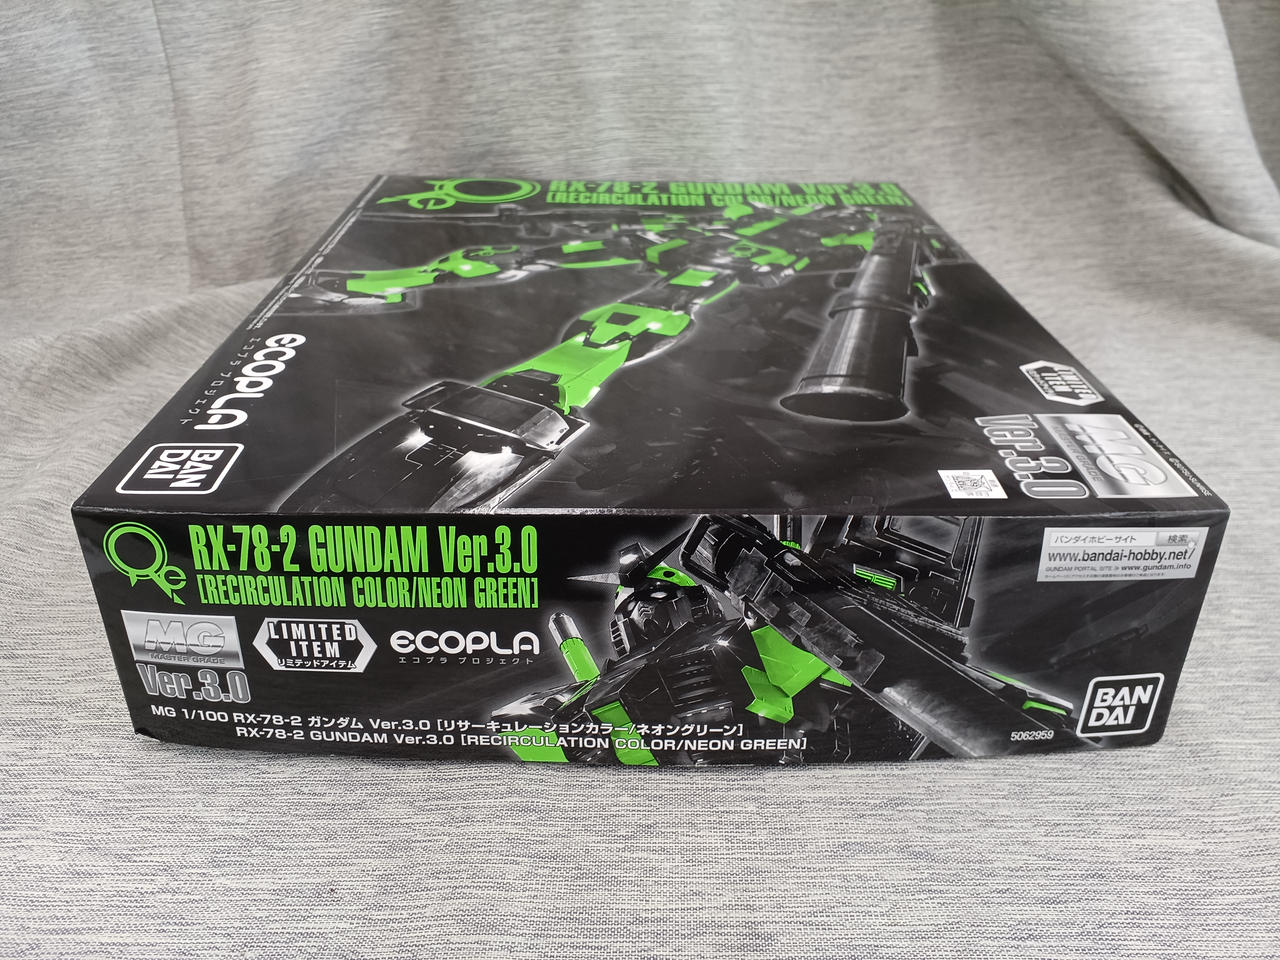 Re
RX-78-2 GUNDAM Ver.3.0
[RECIRCULATION COLOR/NEON GREEN]
ECOPLA
エコプラ プロジェクト
BAN
DAI
LIMITED
ITEM
MG
Ver.3.0
Re
RX-78-2 GUNDAM Ver.3.0
[RECIRCULATION COLOR/NEON GREEN]
MG
MASTER GRADE
Ver.3.0
LIMITED
ITEM
リミテッドアイテム
ECOPLA
エコプラ プロジェクト
MG 1/100 RX-78-2 ガンダム Ver.3.0 [リサーキュレーションカラー/ネオングリーン]
RX-78-2 GUNDAM Ver.3.0 [RECIRCULATION COLOR/NEON GREEN]
バンダイホビーサイト 検索
www.bandai-hobby.net/
GUNDAM PORTAL SITE ≫ www.gundam.info
BAN
DAI
5062959